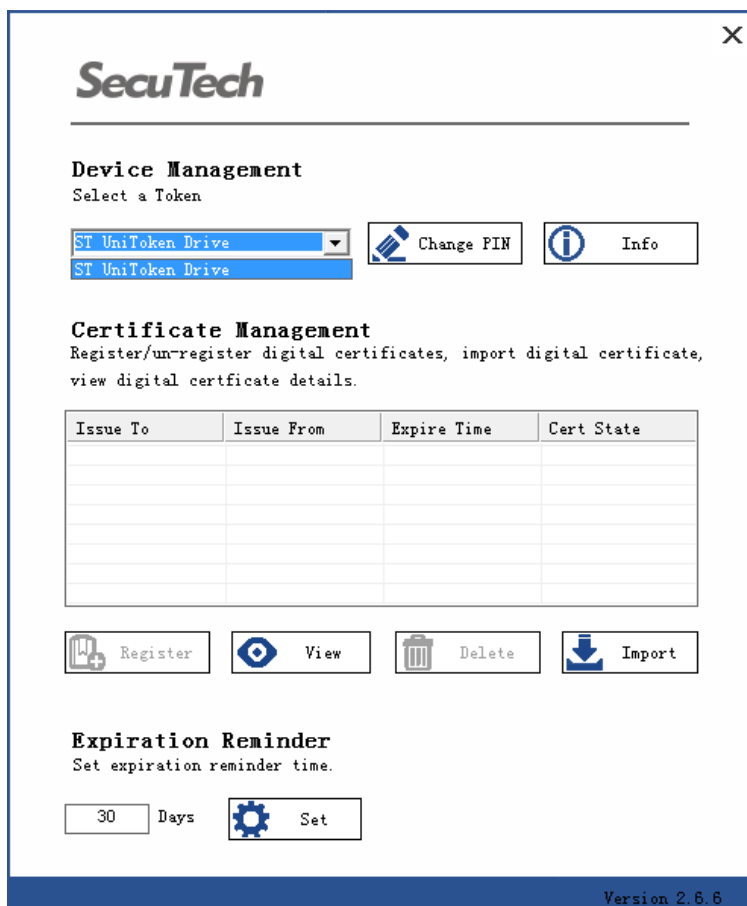 SecuTech
Device Management
Select a Token
ST UniToken Drive
Change PIN
Info
ST UniToken Drive
Certificate Management
Register/un-register digital certificates, import digital certificate,
view digital certficate details.
Issue To Issue From Expire Time Cert State
Register View Delete Import
Expiration Reminder
Set expiration reminder time.
30 Days Set
Version 2.6.6